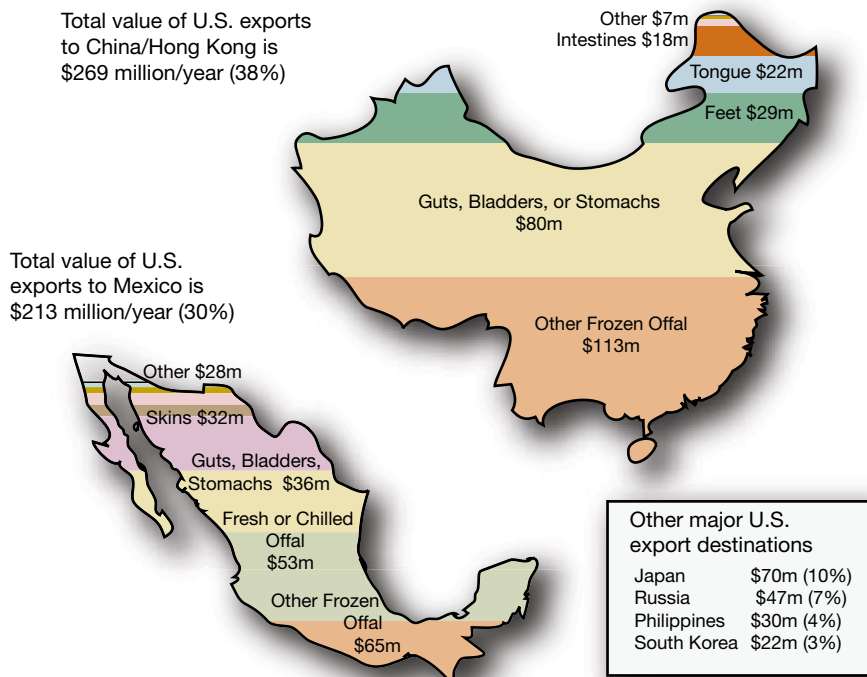 Total value of U.S. exports
to China/Hong Kong is
$269 million/year (38%)
Other $7m
Intestines $18m
Tongue $22m
Feet $29m
Guts, Bladders, or Stomachs
$80m
Other Frozen Offal
$113m
Total value of U.S.
exports to Mexico is
$213 million/year (30%)
Other $28m
Skins $32m
Guts, Bladders,
Stomachs $36m
Fresh or Chilled
Offal
$53m
Other Frozen
Offal
$65m
Other major U.S.
export destinations
Japan $70m (10%)
Russia $47m (7%)
Philippines $30m (4%)
South Korea $22m (3%)